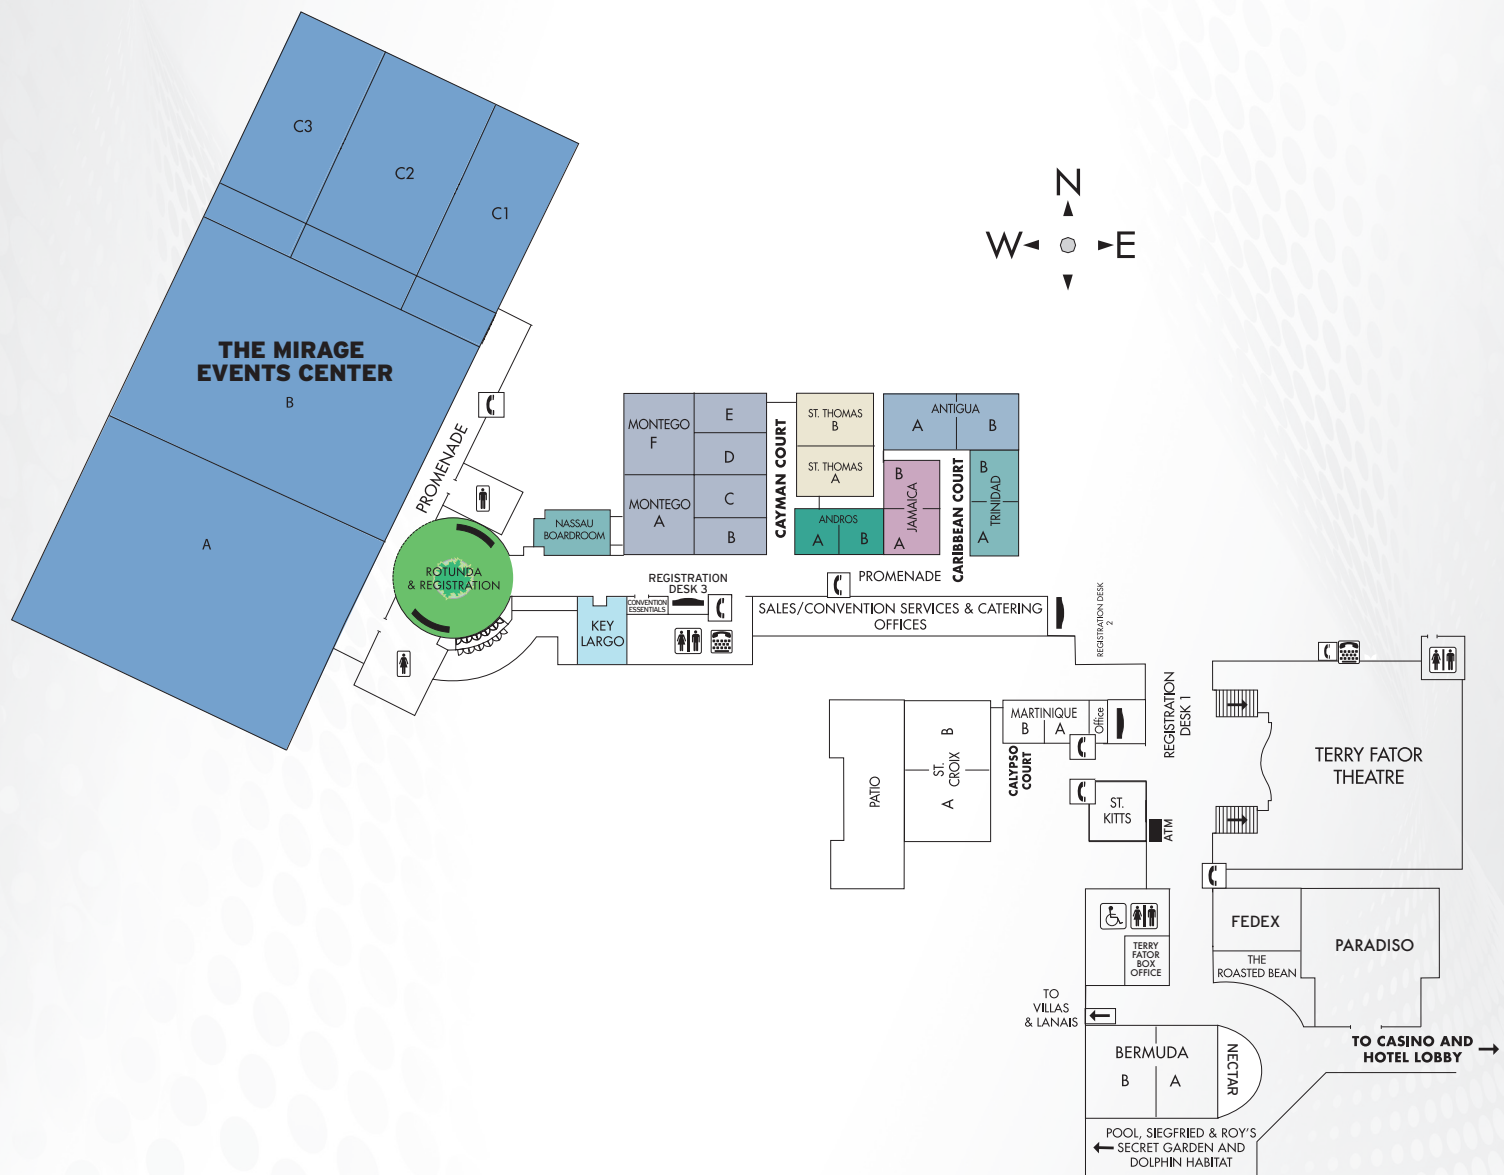 C3
C2
C1
THE MIRAGE
EVENTS CENTER
B
A
N
W
E
PROMENADE
ROTUNDA
& REGISTRATION
NASSAU
BOARDROOM
MONTEGO
F
E
D
MONTEGO
A
C
B
CAYMAN COURT
ST. THOMAS
B
ST. THOMAS
A
ANDROS
A
B
ANTIGUA
A
B
B
JAMAICA
A
CARIBBEAN COURT
B
TRINIDAD
A
PROMENADE
REGISTRATION
DESK 3
CONVENTION
ESSENTIALS
KEY
LARGO
SALES/CONVENTION SERVICES & CATERING
OFFICES
REGISTRATION DESK
2
REGISTRATION
DESK 1
MARTINIQUE
B
A
Office
CALYPSO
COURT
PATIO
B
ST.
CROIX
A
ST.
KITTS
ATM
TERRY FATOR
THEATRE
FEDEX
THE
ROASTED BEAN
PARADISO
TERRY
FATOR
BOX
OFFICE
TO
VILLAS
& LANAIS
BERMUDA
B
A
NECTAR
TO CASINO AND
HOTEL LOBBY
POOL, SIEGFRIED & ROY'S
SECRET GARDEN AND
DOLPHIN HABITAT